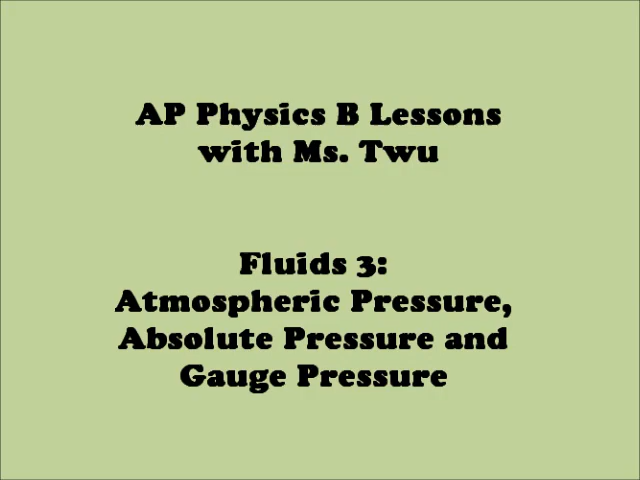 AP Physics B Lessons
with Ms. Twu
Fluids 3:
Atmospheric Pressure,
Absolute Pressure and
Gauge Pressure